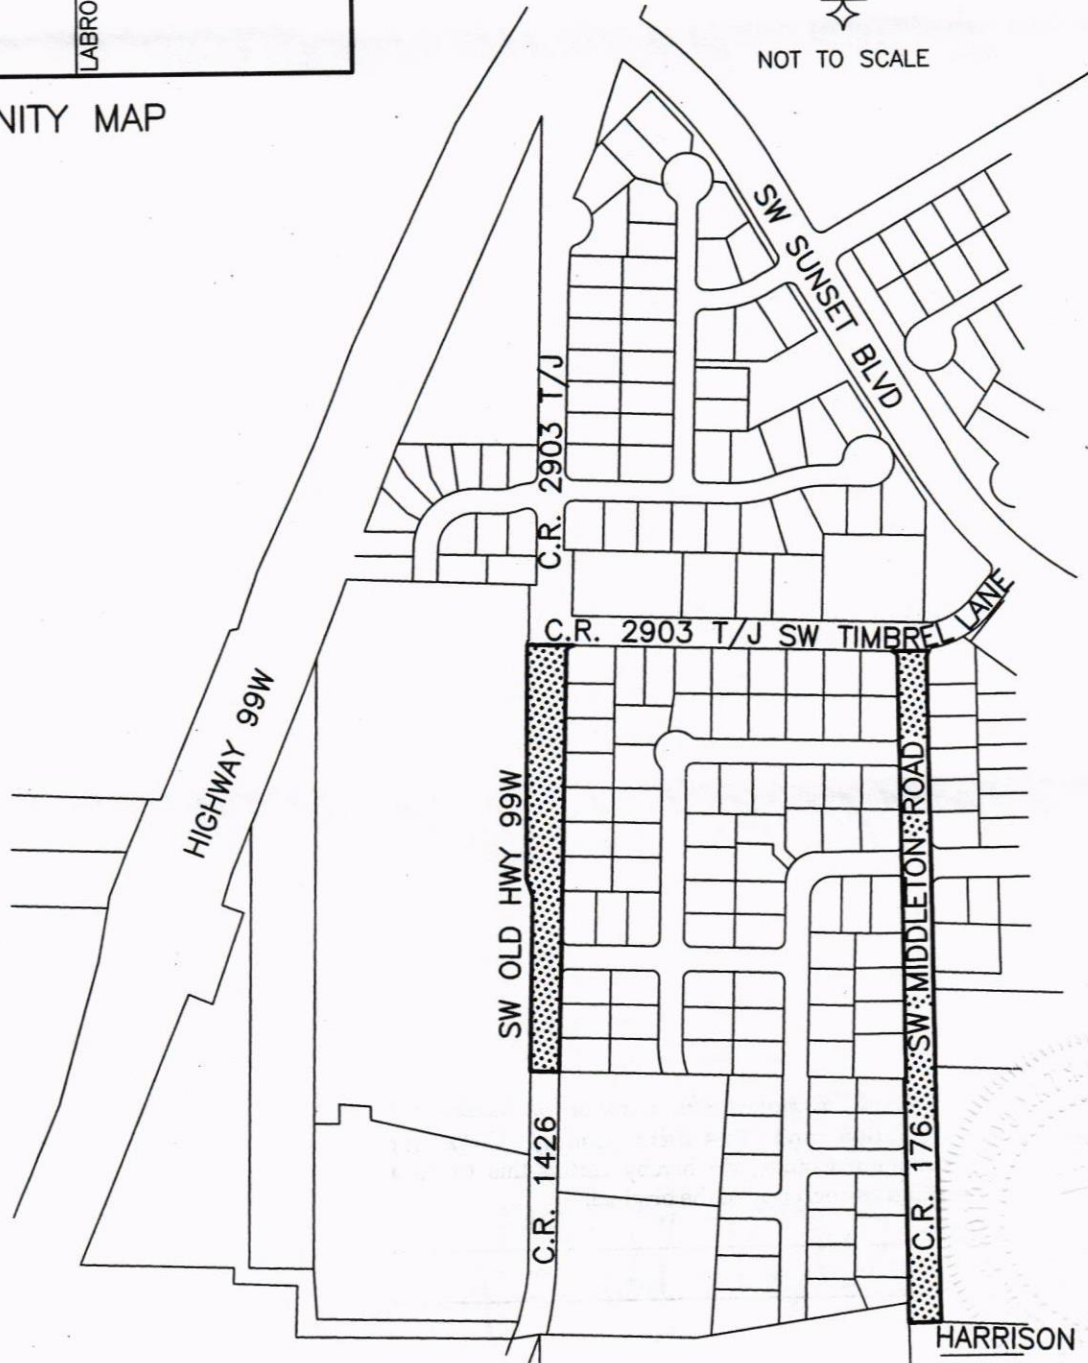 LABRO
NOT TO SCALE
NITY MAP
SW SUNSET BLVD
C.R. 2903 T/J
C.R. 2903 T/J SW TIMBREL LANE
HIGHWAY 99W
SW OLD HWY 99W
SW MIDDLETON ROAD
C.R. 1426
C.R. 176
HARRISON